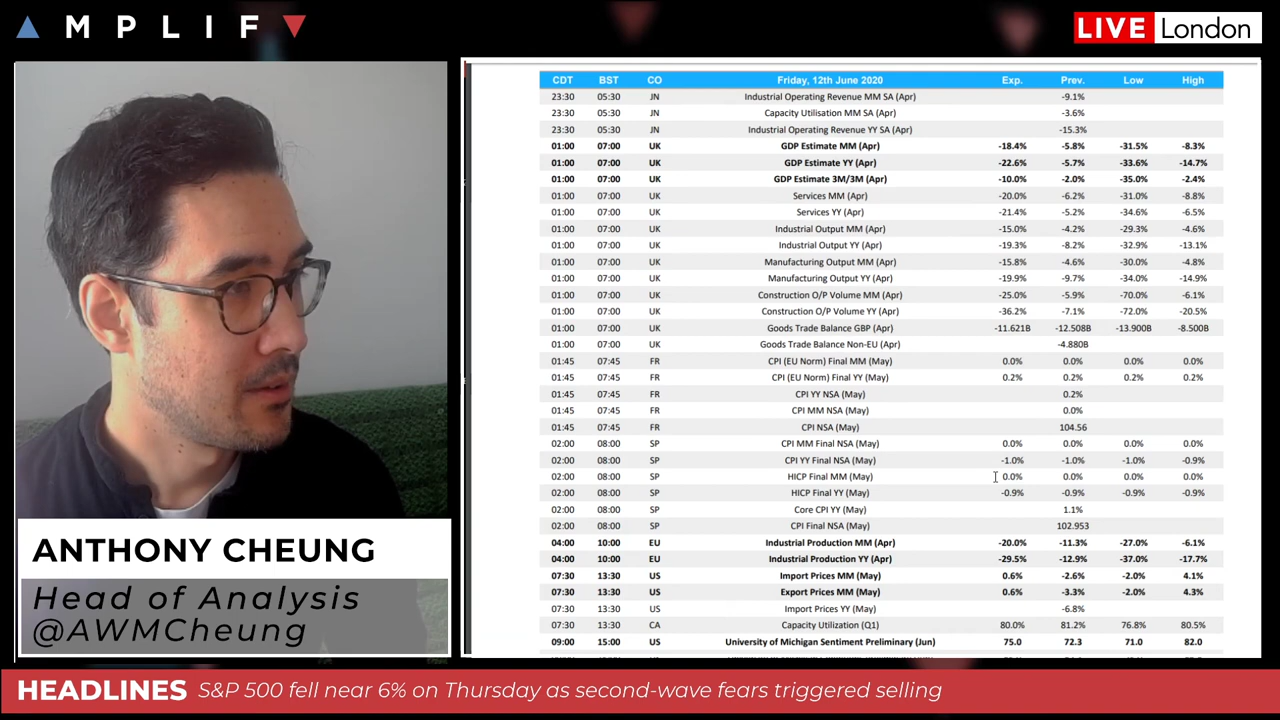 AMPLIFY
LIVE London
CDT BST CO Friday, 12th June 2020 Exp. Prev. Low High
23:30 05:30 JN Industrial Operating Revenue MM SA (Apr) -9.1%
23:30 05:30 JN Capacity Utilisation MM SA (Apr) -3.6%
23:30 05:30 JN Industrial Operating Revenue YY SA (Apr) -15.3%
01:00 07:00 UK GDP Estimate MM (Apr) -18.4% -5.8% -31.5% -8.3%
01:00 07:00 UK GDP Estimate YY (Apr) -22.6% -5.7% -33.6% -14.7%
01:00 07:00 UK GDP Estimate 3M/3M (Apr) -10.0% -2.0% -35.0% -2.4%
01:00 07:00 UK Services MM (Apr) -20.0% -6.2% -31.0% -8.8%
01:00 07:00 UK Services YY (Apr) -21.4% -5.2% -34.6% -6.5%
01:00 07:00 UK Industrial Output MM (Apr) -15.0% -4.2% -29.3% -4.6%
01:00 07:00 UK Industrial Output YY (Apr) -19.3% -8.2% -32.9% -13.1%
01:00 07:00 UK Manufacturing Output MM (Apr) -15.8% -4.6% -30.0% -4.8%
01:00 07:00 UK Manufacturing Output YY (Apr) -19.9% -9.7% -34.0% -14.9%
01:00 07:00 UK Construction O/P Volume MM (Apr) -25.0% -5.9% -70.0% -6.1%
01:00 07:00 UK Construction O/P Volume YY (Apr) -36.2% -7.1% -72.0% -20.5%
01:00 07:00 UK Goods Trade Balance GBP (Apr) -11.621B -12.508B -13.900B -8.500B
01:00 07:00 UK Goods Trade Balance Non-EU (Apr) -4.880B
01:45 07:45 FR CPI (EU Norm) Final MM (May) 0.0% 0.0% 0.0% 0.0%
01:45 07:45 FR CPI (EU Norm) Final YY (May) 0.2% 0.2% 0.2% 0.2%
01:45 07:45 FR CPI YY NSA (May) 0.2%
01:45 07:45 FR CPI MM NSA (May) 0.0%
01:45 07:45 FR CPI NSA (May) 104.56
02:00 08:00 SP CPI MM Final NSA (May) 0.0% 0.0% 0.0% 0.0%
02:00 08:00 SP CPI YY Final NSA (May) -1.0% -1.0% -1.0% -0.9%
02:00 08:00 SP HICP Final MM (May) 0.0% 0.0% 0.0% 0.0%
02:00 08:00 SP HICP Final YY (May) -0.9% -0.9% -0.9% -0.9%
02:00 08:00 SP Core CPI YY (May) 1.1%
02:00 08:00 SP CPI Final NSA (May) 102.953
04:00 10:00 EU Industrial Production MM (Apr) -20.0% -11.3% -27.0% -6.1%
04:00 10:00 EU Industrial Production YY (Apr) -29.5% -12.9% -37.0% -17.7%
07:30 13:30 US Import Prices MM (May) 0.6% -2.6% -2.0% 4.1%
07:30 13:30 US Export Prices MM (May) 0.6% -3.3% -2.0% 4.3%
07:30 13:30 US Import Prices YY (May) -6.8%
07:30 13:30 CA Capacity Utilization (Q1) 80.0% 81.2% 76.8% 80.5%
09:00 15:00 US University of Michigan Sentiment Preliminary (Jun) 75.0 72.3 71.0 82.0
ANTHONY CHEUNG
Head of Analysis
@AWMCheung
HEADLINES S&P 500 fell near 6% on Thursday as second-wave fears triggered selling